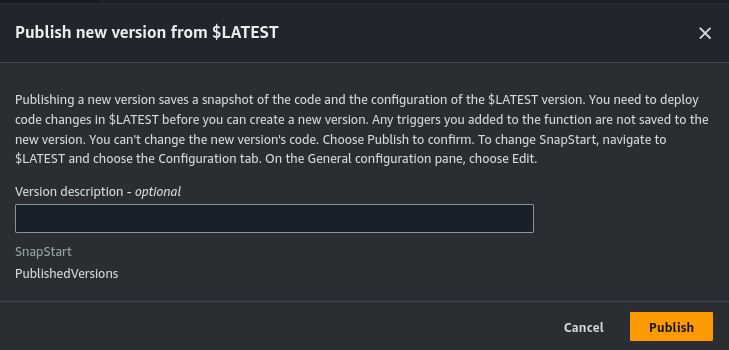 Publish new version from $LATEST
Publishing a new version saves a snapshot of the code and the configuration of the $LATEST version. You need to deploy
code changes in $LATEST before you can create a new version. Any triggers you added to the function are not saved to the
new version. You can't change the new version's code. Choose Publish to confirm. To change SnapStart, navigate to
$LATEST and choose the Configuration tab. On the General configuration pane, choose Edit.
Version description - optional
SnapStart
PublishedVersions
Cancel
Publish